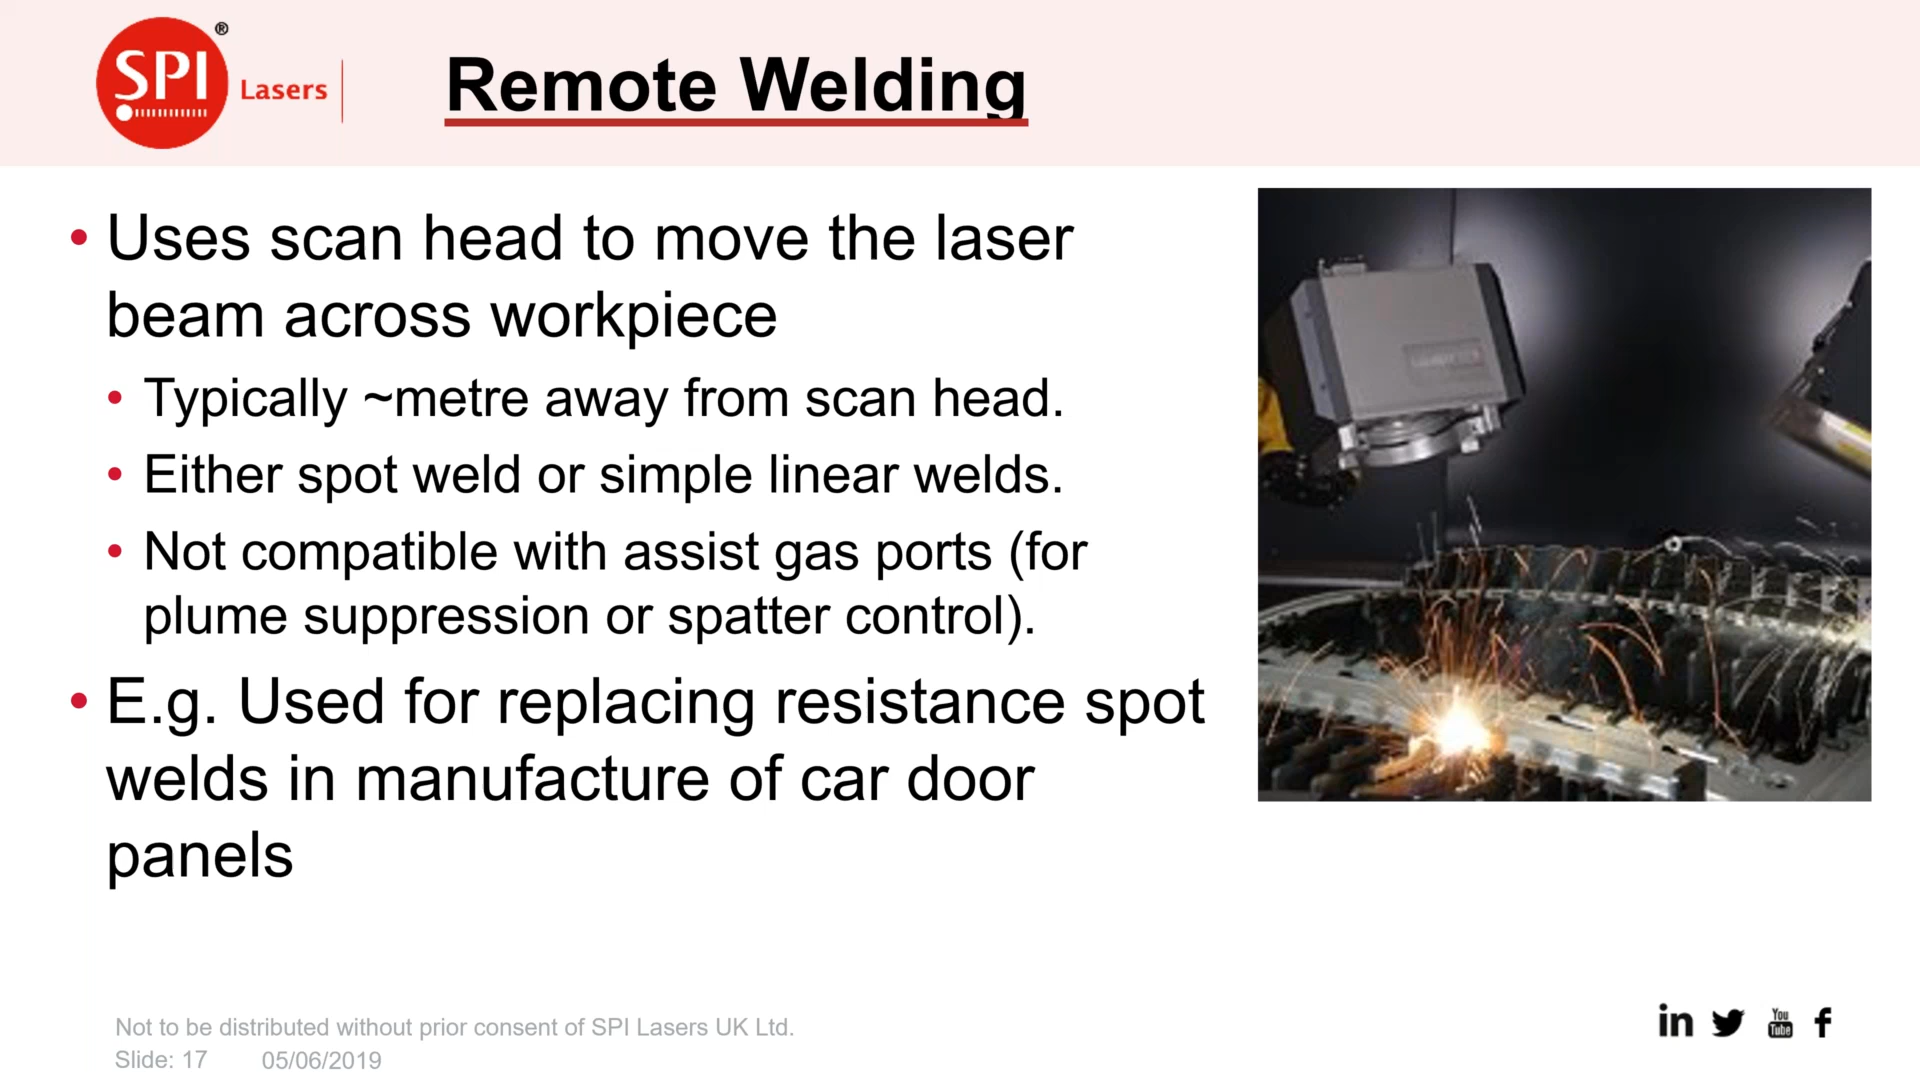 SPI®
Lasers
Remote Welding
• Uses scan head to move the laser
beam across workpiece
• Typically ~metre away from scan head.
• Either spot weld or simple linear welds.
• Not compatible with assist gas ports (for
plume suppression or spatter control).
• E.g. Used for replacing resistance spot
welds in manufacture of car door
panels
Not to be distributed without prior consent of SPI Lasers UK Ltd.
Slide: 17 05/06/2019
in You Tube f